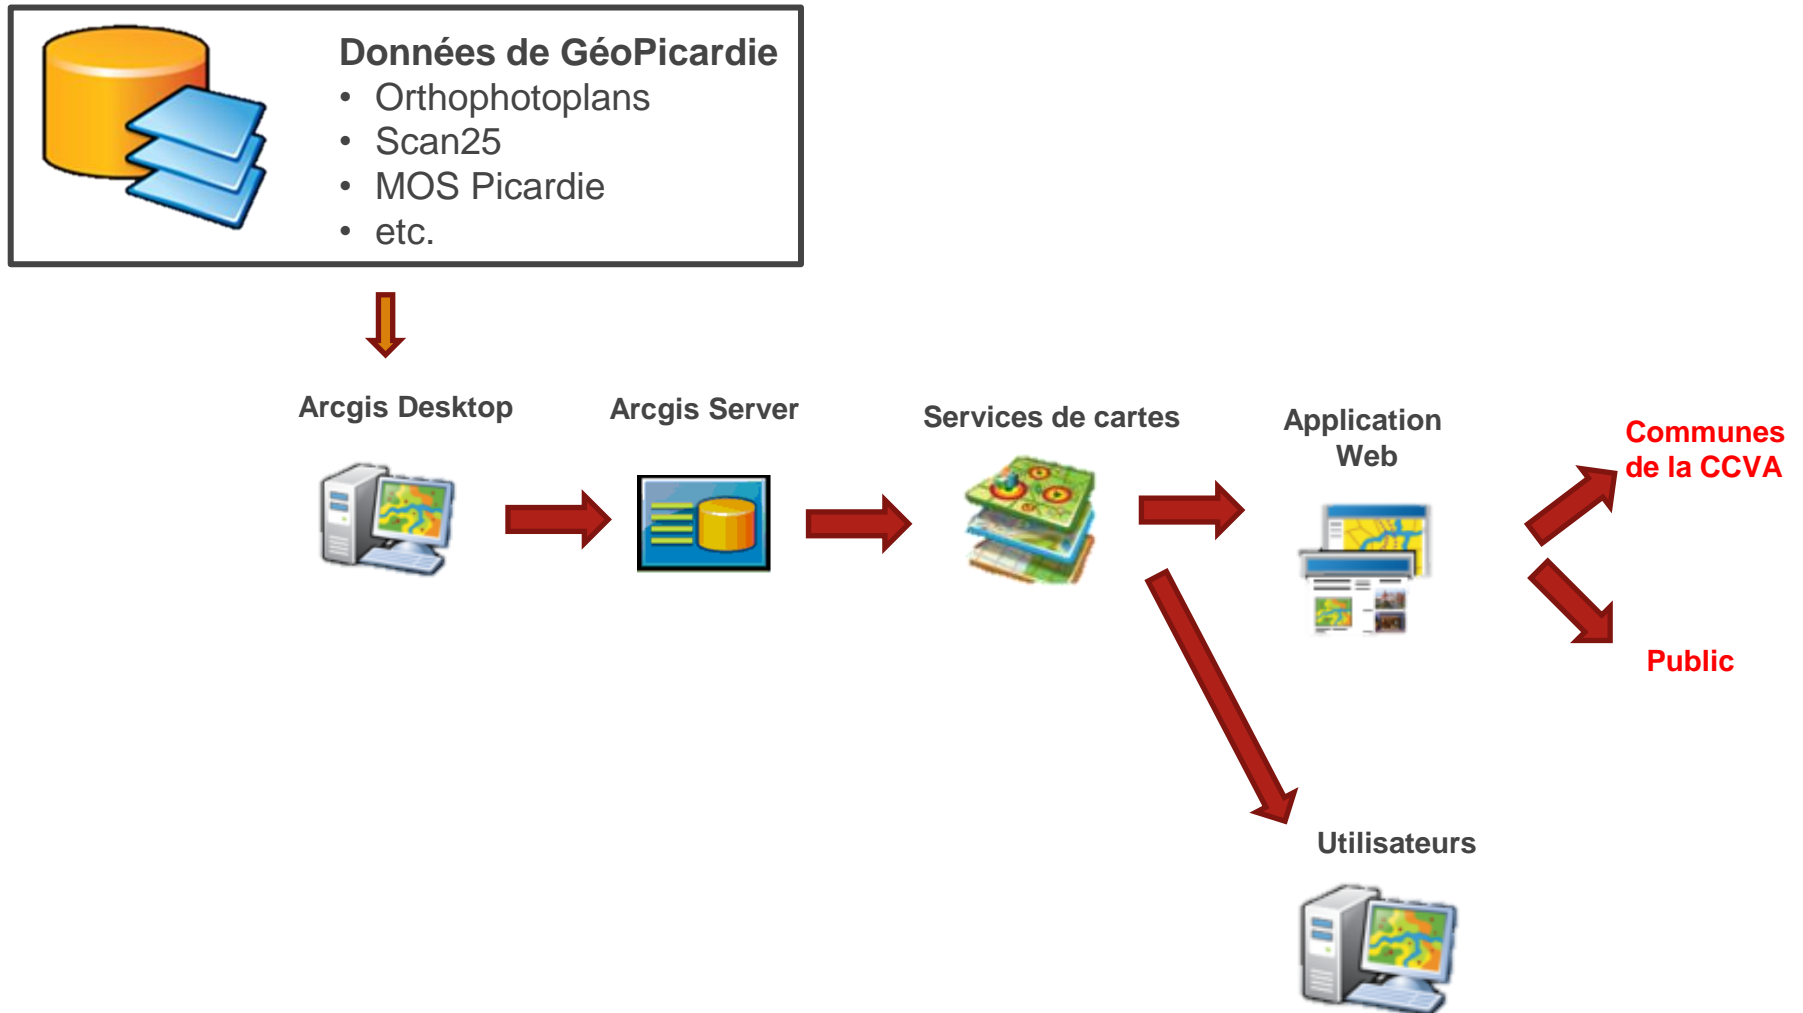 Données de GéoPicardie
• Orthophotoplans
• Scan25
• MOS Picardie
• etc.
Arcgis Desktop
Arcgis Server
Services de cartes
Application
Web
Communes
de la CCVA
Public
Utilisateurs